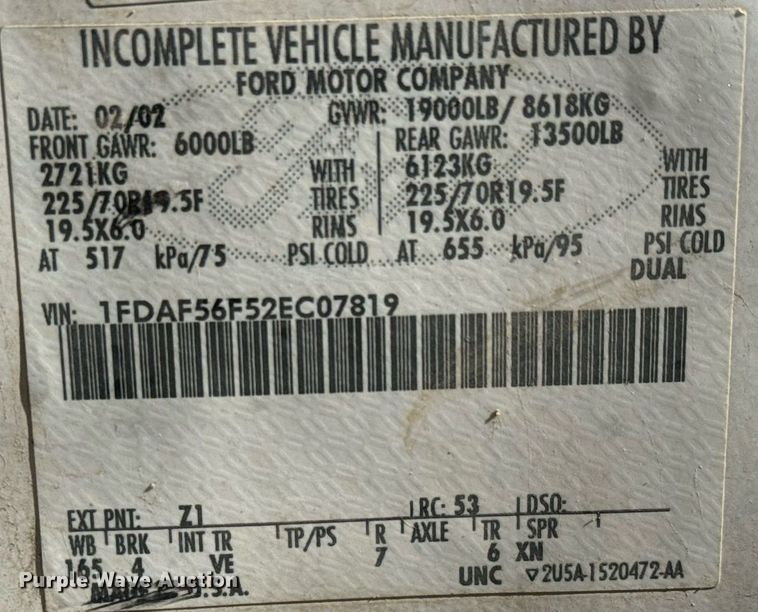 INCOMPLETE VEHICLE MANUFACTURED BY
FORD MOTOR COMPANY
DATE: 02/02 GVWR: 19000LB/ 8618KG
FRONT GAWR: 6000LB REAR GAWR: 13500LB
2721KG WITH 6123KG WITH
225/70R19.5F TIRES 225/70R19.5F TIRES
19.5X6.0 RIMS 19.5X6.0 RIMS
AT 517 kPa/75 PSI COLD AT 655 kPa/95 PSI COLD
DUAL
VIN: 1FDAF56F52EC07819
EXT PNT: Z1 RC: 53 DSO:
WB BRK INT TR TP/PS R AXLE TR SPR
165 4 VE 7 6 XN
Purple Wave Auction
MADE U.S.A. UNC ▽2U5A-1520472-AA